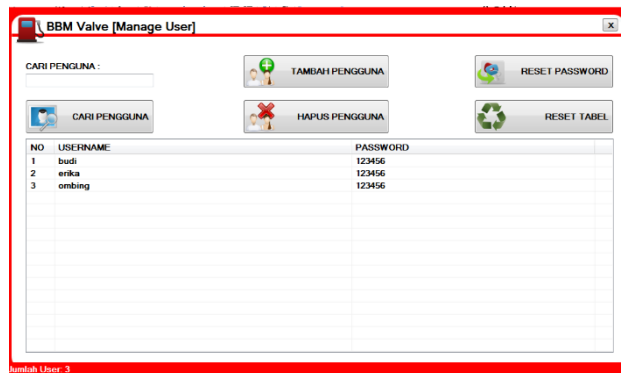 BBM Valve [Manage User]
x
CARI PENGUNA :
TAMBAH PENGGUNA
RESET PASSWORD
CARI PENGGUNA
HAPUS PENGGUNA
RESET TABEL
NO USERNAME PASSWORD
1 budi 123456
2 erika 123456
3 ombing 123456
Jumlah User: 3